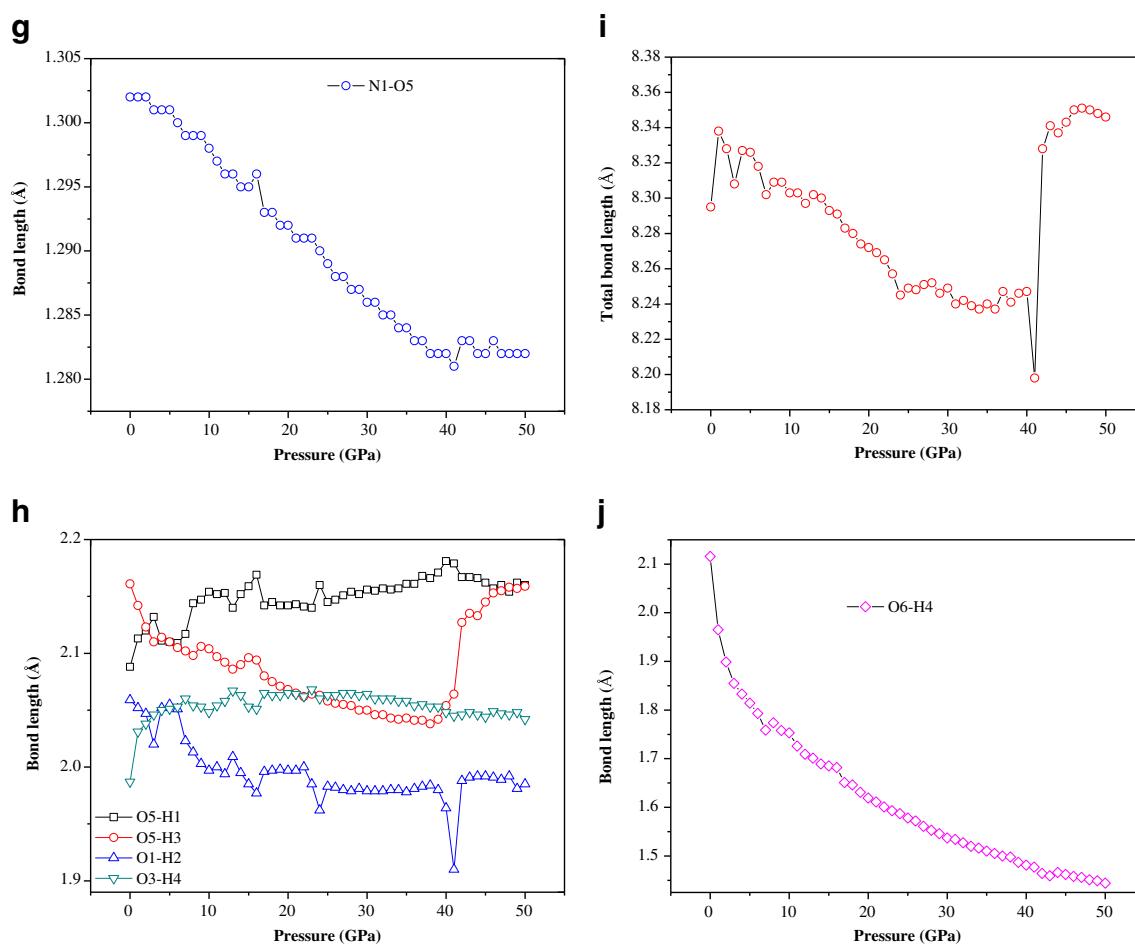 g
1.305
1.300
1.295
1.290
1.285
1.280
Bond length (Å)
N1-O5
0 10 20 30 40 50
Pressure (GPa)
i
8.38
8.36
8.34
8.32
8.30
8.28
8.26
8.24
8.22
8.20
8.18
Total bond length (Å)
0 10 20 30 40 50
Pressure (GPa)
h
2.2
2.1
2.0
1.9
Bond length (Å)
O5-H1
O5-H3
O1-H2
O3-H4
0 10 20 30 40 50
Pressure (GPa)
j
2.1
2.0
1.9
1.8
1.7
1.6
1.5
Bond length (Å)
O6-H4
0 10 20 30 40 50
Pressure (GPa)